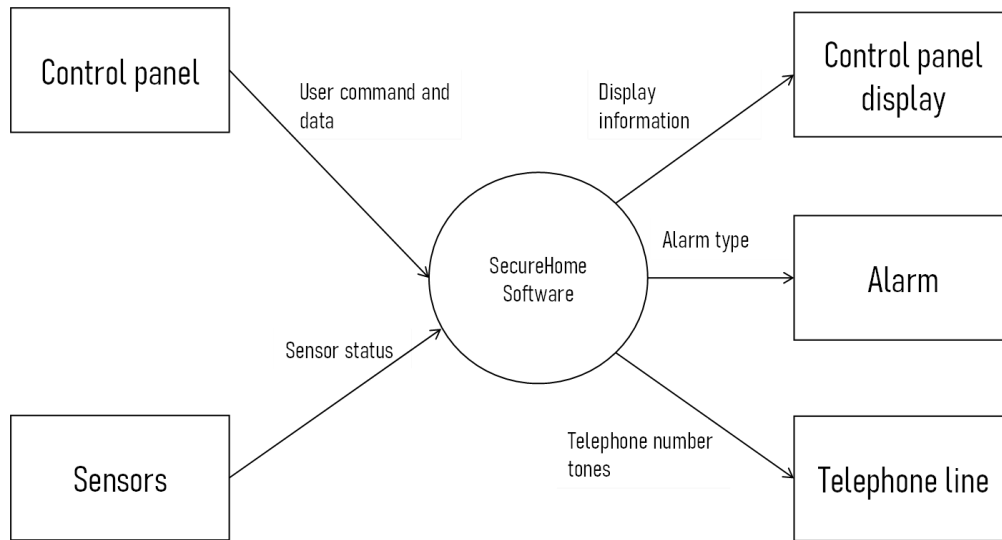 Control panel
User command and
data
Display
information
Control panel
display
SecureHome
Software
Alarm type
Alarm
Sensor status
Sensors
Telephone number
tones
Telephone line